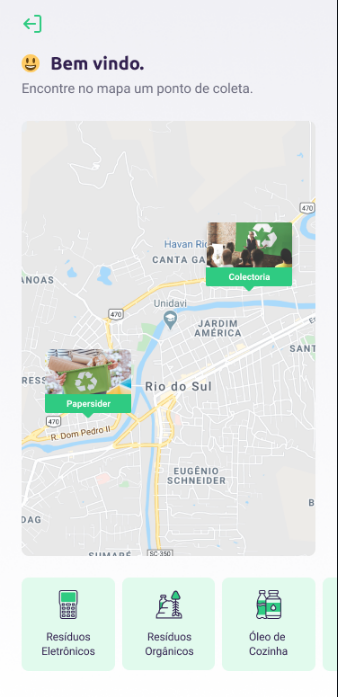 Bem vindo.
Encontre no mapa um ponto de coleta.
470
Havan Rio
CANTA GA
Colectoria
ANOAS
470
Unidavi
JARDIM
AMÉRICA
SANT
RESS
Rio do Sul
Papersider
470
R. Dom Pedro II
EUGÊNIO
SCHNEIDER
B
DAG
SUMARÉ
SC 350
Resíduos
Eletrônicos
Resíduos
Orgânicos
Óleo de
Cozinha